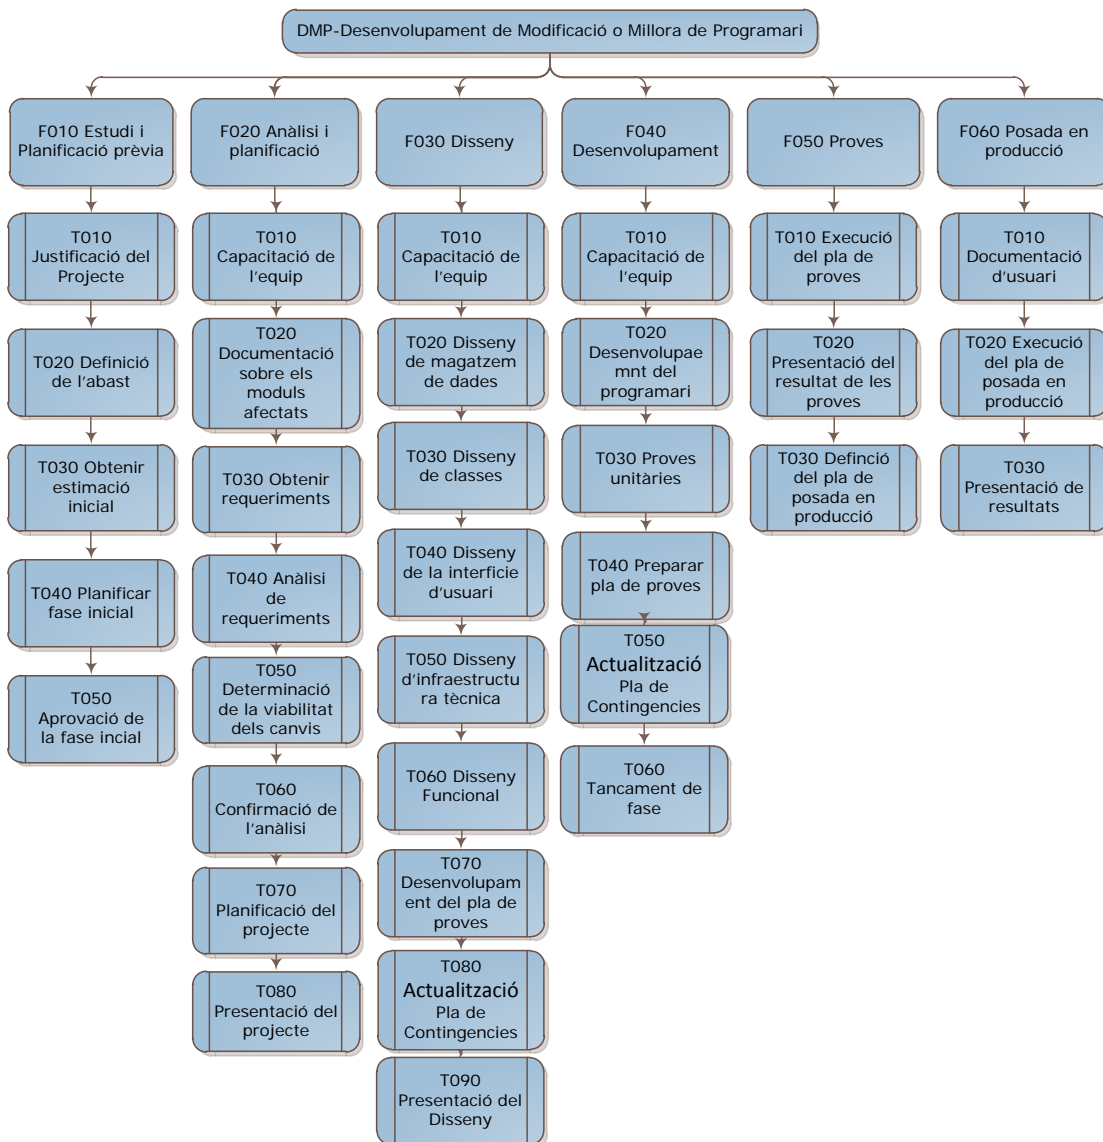 DMP-Desenvolupament de Modificació o Millora de Programari
F010 Estudi i
Planificació prèvia
T010
Justificació del
Projecte
T020 Definició
de l'abast
T030 Obtenir
estimació
inicial
T040 Planificar
fase inicial
T050
Aprovació de
la fase incial
F020 Anàlisi i
planificació
T010
Capacitació de
l'equip
T020
Documentació
sobre els
moduls
afectats
T030 Obtenir
requeriments
T040 Anàlisi
de
requeriments
T050
Determinació
de la viabilitat
dels canvis
T060
Confirmació de
l'anàlisi
T070
Planificació del
projecte
T080
Presentació del
projecte
F030 Disseny
T010
Capacitació de
l'equip
T020 Disseny
de magatzem
de dades
T030 Disseny
de classes
T040 Disseny
de la interficie
d'usuari
T050 Disseny
d'infraestructu
ra tècnica
T060 Disseny
Funcional
T070
Desenvolupam
ent del pla de
proves
T080
Actualització
Pla de
Contingencies
T090
Presentació del
Disseny
F040
Desenvolupament
T010
Capacitació de
l'equip
T020
Desenvolupae
mnt del
programari
T030 Proves
unitàries
T040 Preparar
pla de proves
T050
Actualització
Pla de
Contingencies
T060
Tancament de
fase
F050 Proves
T010 Execució
del pla de
proves
T020
Presentació del
resultat de les
proves
T030 Definció
del pla de
posada en
producció
F060 Posada en
producció
T010
Documentació
d'usuari
T020 Execució
del pla de
posada en
producció
T030
Presentació de
resultats